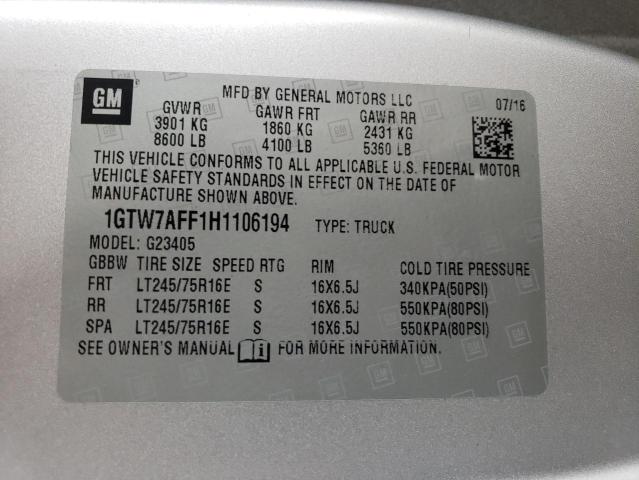 GM
MFD BY GENERAL MOTORS LLC 07/16
GVWR GAWR FRT GAWR RR
3901 KG 1860 KG 2431 KG
8600 LB 4100 LB 5360 LB
THIS VEHICLE CONFORMS TO ALL APPLICABLE U.S. FEDERAL MOTOR
VEHICLE SAFETY STANDARDS IN EFFECT ON THE DATE OF
MANUFACTURE SHOWN ABOVE.
1GTW7AFF1H1106194 TYPE: TRUCK
MODEL: G23405
GBBW TIRE SIZE SPEED RTG RIM COLD TIRE PRESSURE
FRT LT245/75R16E S 16X6.5J 340KPA(50PSI)
RR LT245/75R16E S 16X6.5J 550KPA(80PSI)
SPA LT245/75R16E S 16X6.5J 550KPA(80PSI)
SEE OWNER'S MANUAL i FOR MORE INFORMATION.